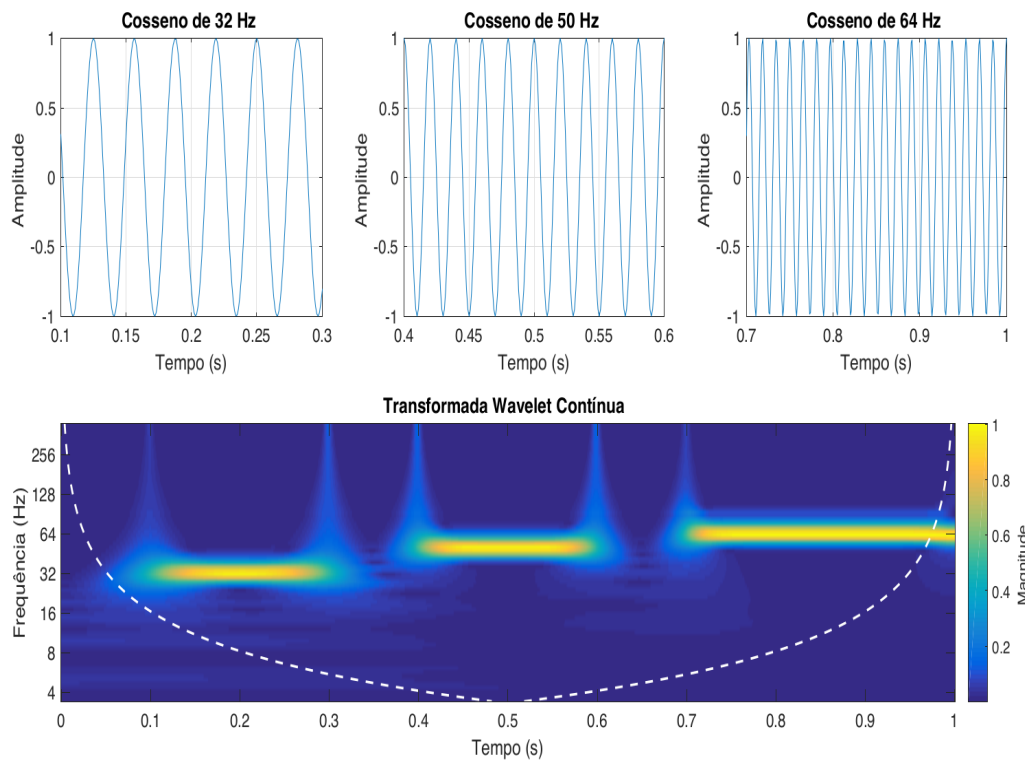 Cosseno de 32 Hz
Amplitude
1
0.5
0
-0.5
-1
0.1 0.15 0.2 0.25 0.3
Tempo (s)
Cosseno de 50 Hz
Amplitude
1
0.5
0
-0.5
-1
0.4 0.45 0.5 0.55 0.6
Tempo (s)
Cosseno de 64 Hz
Amplitude
1
0.5
0
-0.5
-1
0.7 0.8 0.9 1
Tempo (s)
Transformada Wavelet Contínua
Frequência (Hz)
256
128
64
32
16
8
4
0 0.1 0.2 0.3 0.4 0.5 0.6 0.7 0.8 0.9 1
Tempo (s)
1
0.8
0.6
0.4
0.2
Magnitude